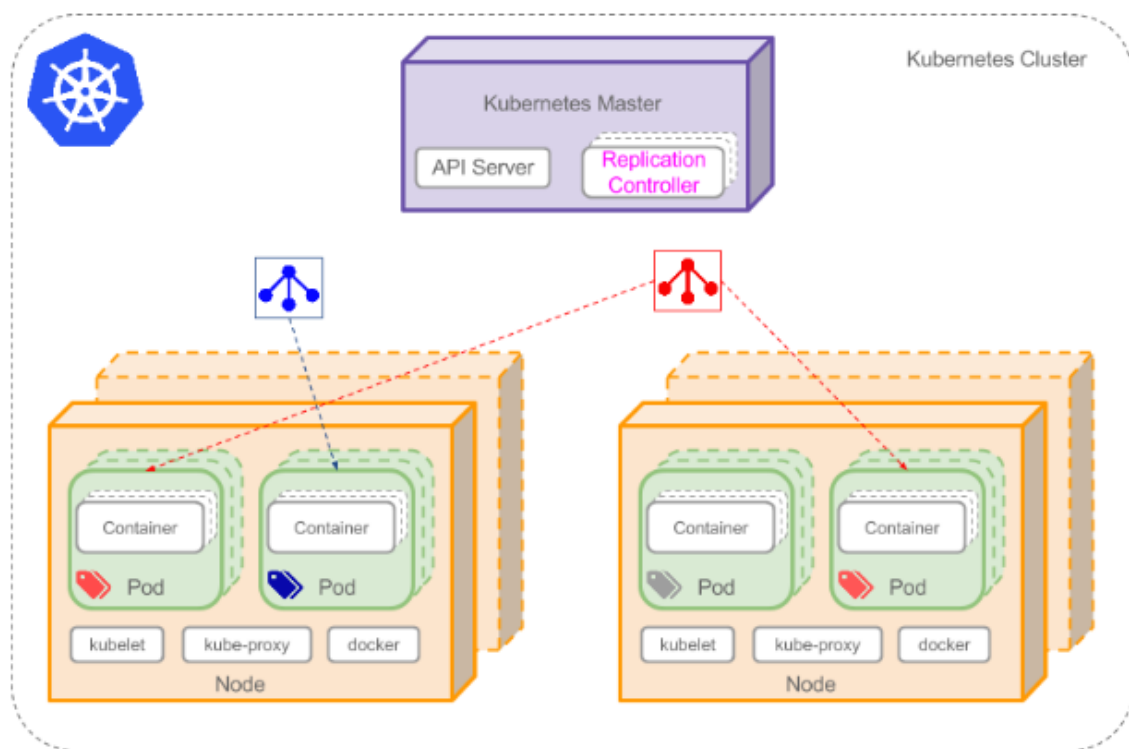 Kubernetes Cluster
Kubernetes Master
API Server
Replication
Controller
Container
Pod
Container
Pod
kubelet
kube-proxy
docker
Node
Container
Pod
Container
Pod
kubelet
kube-proxy
docker
Node